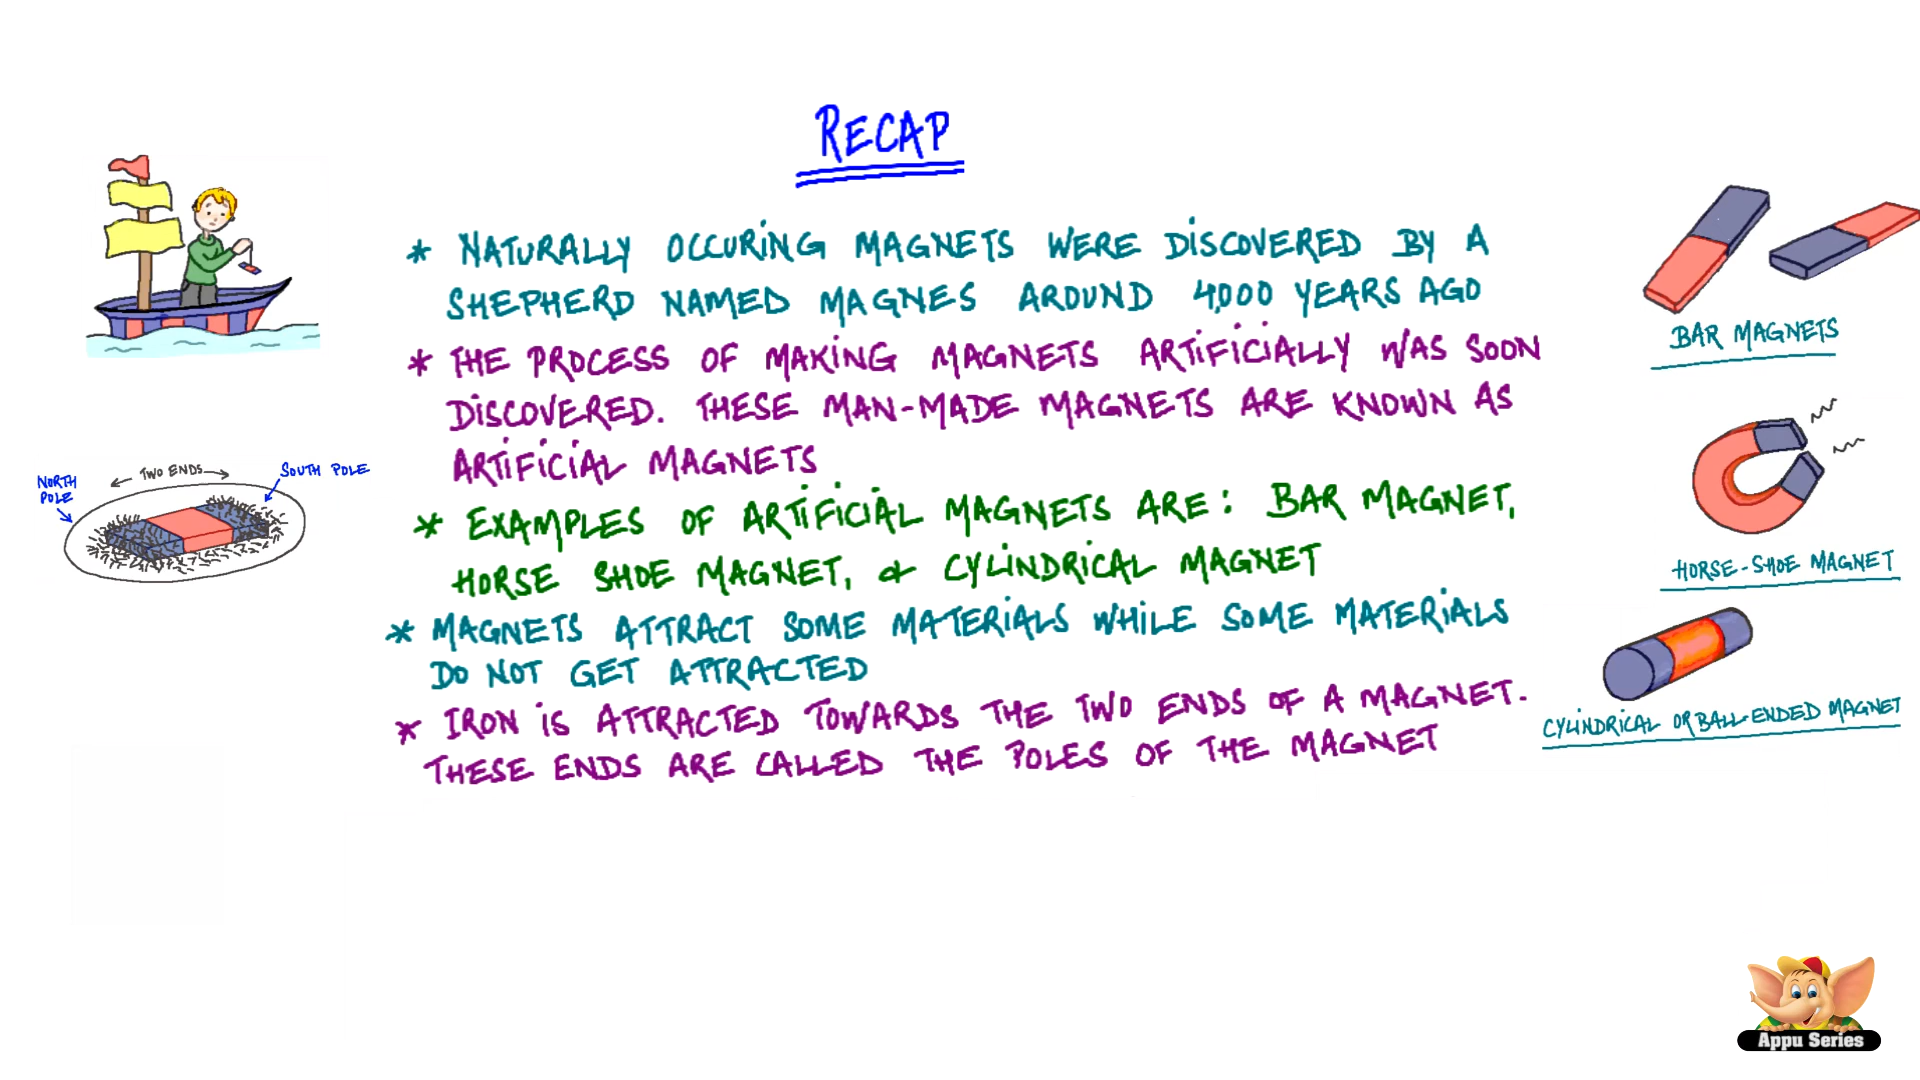 RECAP
* NATURALLY OCCURING MAGNETS WERE DISCOVERED BY A
SHEPHERD NAMED MAGNES AROUND 4,000 YEARS AGO
* THE PROCESS OF MAKING MAGNETS ARTIFICIALLY WAS SOON
DISCOVERED. THESE MAN-MADE MAGNETS ARE KNOWN AS
ARTIFICIAL MAGNETS
* EXAMPLES OF ARTIFICIAL MAGNETS ARE: BAR MAGNET,
HORSE SHOE MAGNET, & CYLINDRICAL MAGNET
* MAGNETS ATTRACT SOME MATERIALS WHILE SOME MATERIALS
DO NOT GET ATTRACTED
* IRON IS ATTRACTED TOWARDS THE TWO ENDS OF A MAGNET.
THESE ENDS ARE CALLED THE POLES OF THE MAGNET
NORTH
POLE
TWO ENDS
SOUTH POLE
BAR MAGNETS
HORSE-SHOE MAGNET
CYLINDRICAL OR BALL-ENDED MAGNET
Appu Series